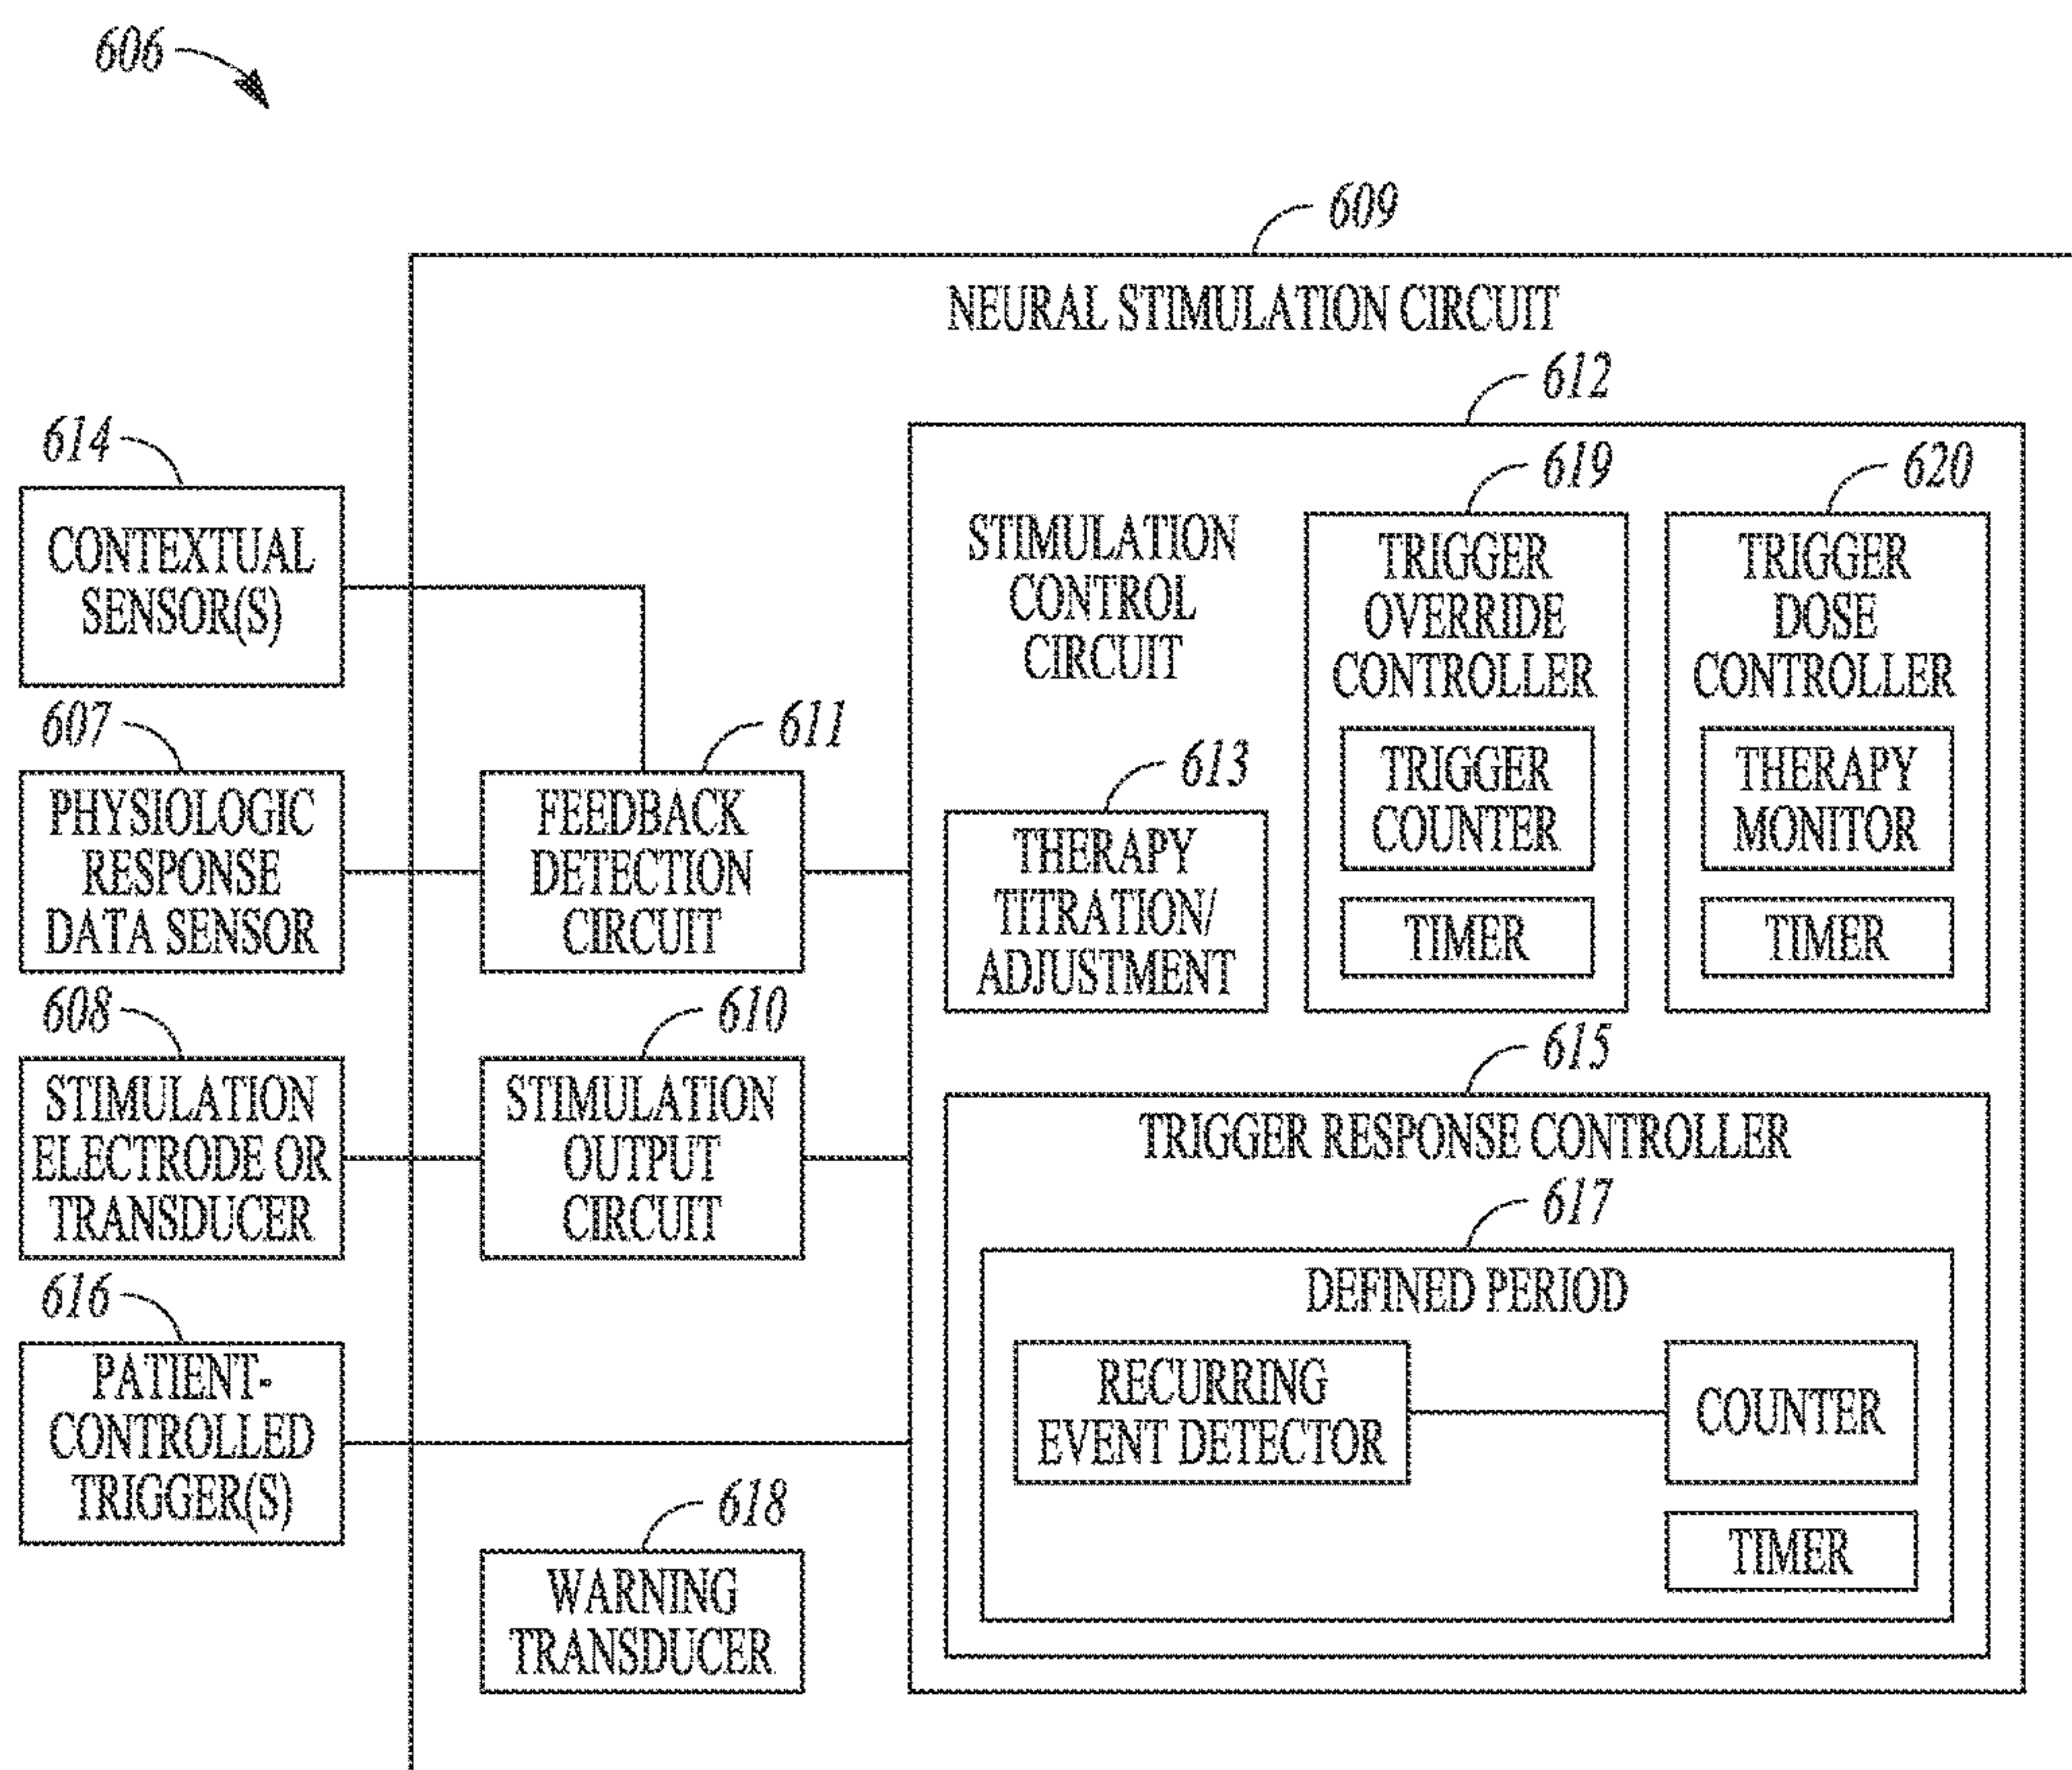 606
609
NEURAL STIMULATION CIRCUIT
612
614
CONTEXTUAL
SENSOR(S)
607
PHYSIOLOGIC
RESPONSE
DATA SENSOR
611
FEEDBACK
DETECTION
CIRCUIT
608
STIMULATION
ELECTRODE OR
TRANSDUCER
610
STIMULATION
OUTPUT
CIRCUIT
616
PATIENT-
CONTROLLED
TRIGGER(S)
618
WARNING
TRANSDUCER
STIMULATION
CONTROL
CIRCUIT
613
THERAPY
TITRATION/
ADJUSTMENT
619
TRIGGER
OVERRIDE
CONTROLLER
TRIGGER
COUNTER
TIMER
620
TRIGGER
DOSE
CONTROLLER
THERAPY
MONITOR
TIMER
615
TRIGGER RESPONSE CONTROLLER
617
DEFINED PERIOD
RECURRING
EVENT DETECTOR
COUNTER
TIMER